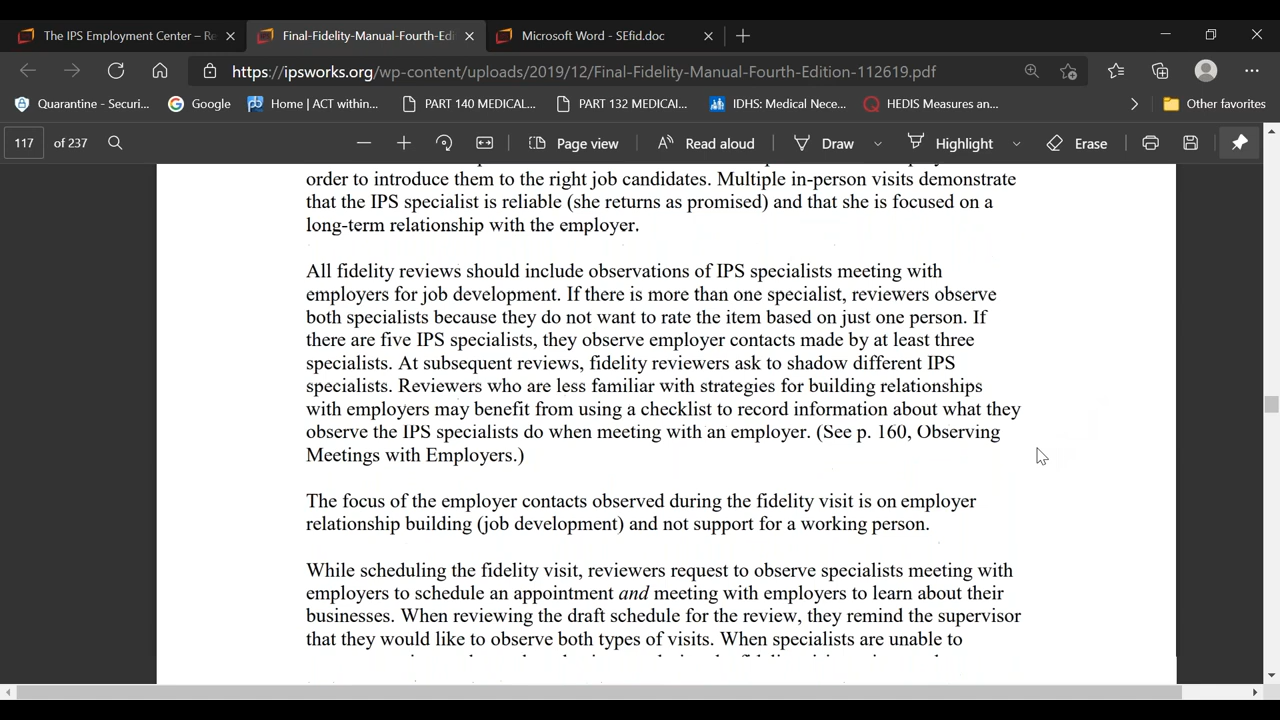 The IPS Employment Center – Re
Final-Fidelity-Manual-Fourth-Edi
Microsoft Word - SEfid.doc
https://ipsworks.org/wp-content/uploads/2019/12/Final-Fidelity-Manual-Fourth-Edition-112619.pdf
Quarantine - Securi...
Google
Home | ACT within...
PART 140 MEDICAL...
PART 132 MEDICAI...
IDHS: Medical Nece...
HEDIS Measures an...
Other favorites
117 of 237
Page view
Read aloud
Draw
Highlight
Erase
order to introduce them to the right job candidates. Multiple in-person visits demonstrate
that the IPS specialist is reliable (she returns as promised) and that she is focused on a
long-term relationship with the employer.
All fidelity reviews should include observations of IPS specialists meeting with
employers for job development. If there is more than one specialist, reviewers observe
both specialists because they do not want to rate the item based on just one person. If
there are five IPS specialists, they observe employer contacts made by at least three
specialists. At subsequent reviews, fidelity reviewers ask to shadow different IPS
specialists. Reviewers who are less familiar with strategies for building relationships
with employers may benefit from using a checklist to record information about what they
observe the IPS specialists do when meeting with an employer. (See p. 160, Observing
Meetings with Employers.)
The focus of the employer contacts observed during the fidelity visit is on employer
relationship building (job development) and not support for a working person.
While scheduling the fidelity visit, reviewers request to observe specialists meeting with
employers to schedule an appointment and meeting with employers to learn about their
businesses. When reviewing the draft schedule for the review, they remind the supervisor
that they would like to observe both types of visits. When specialists are unable to